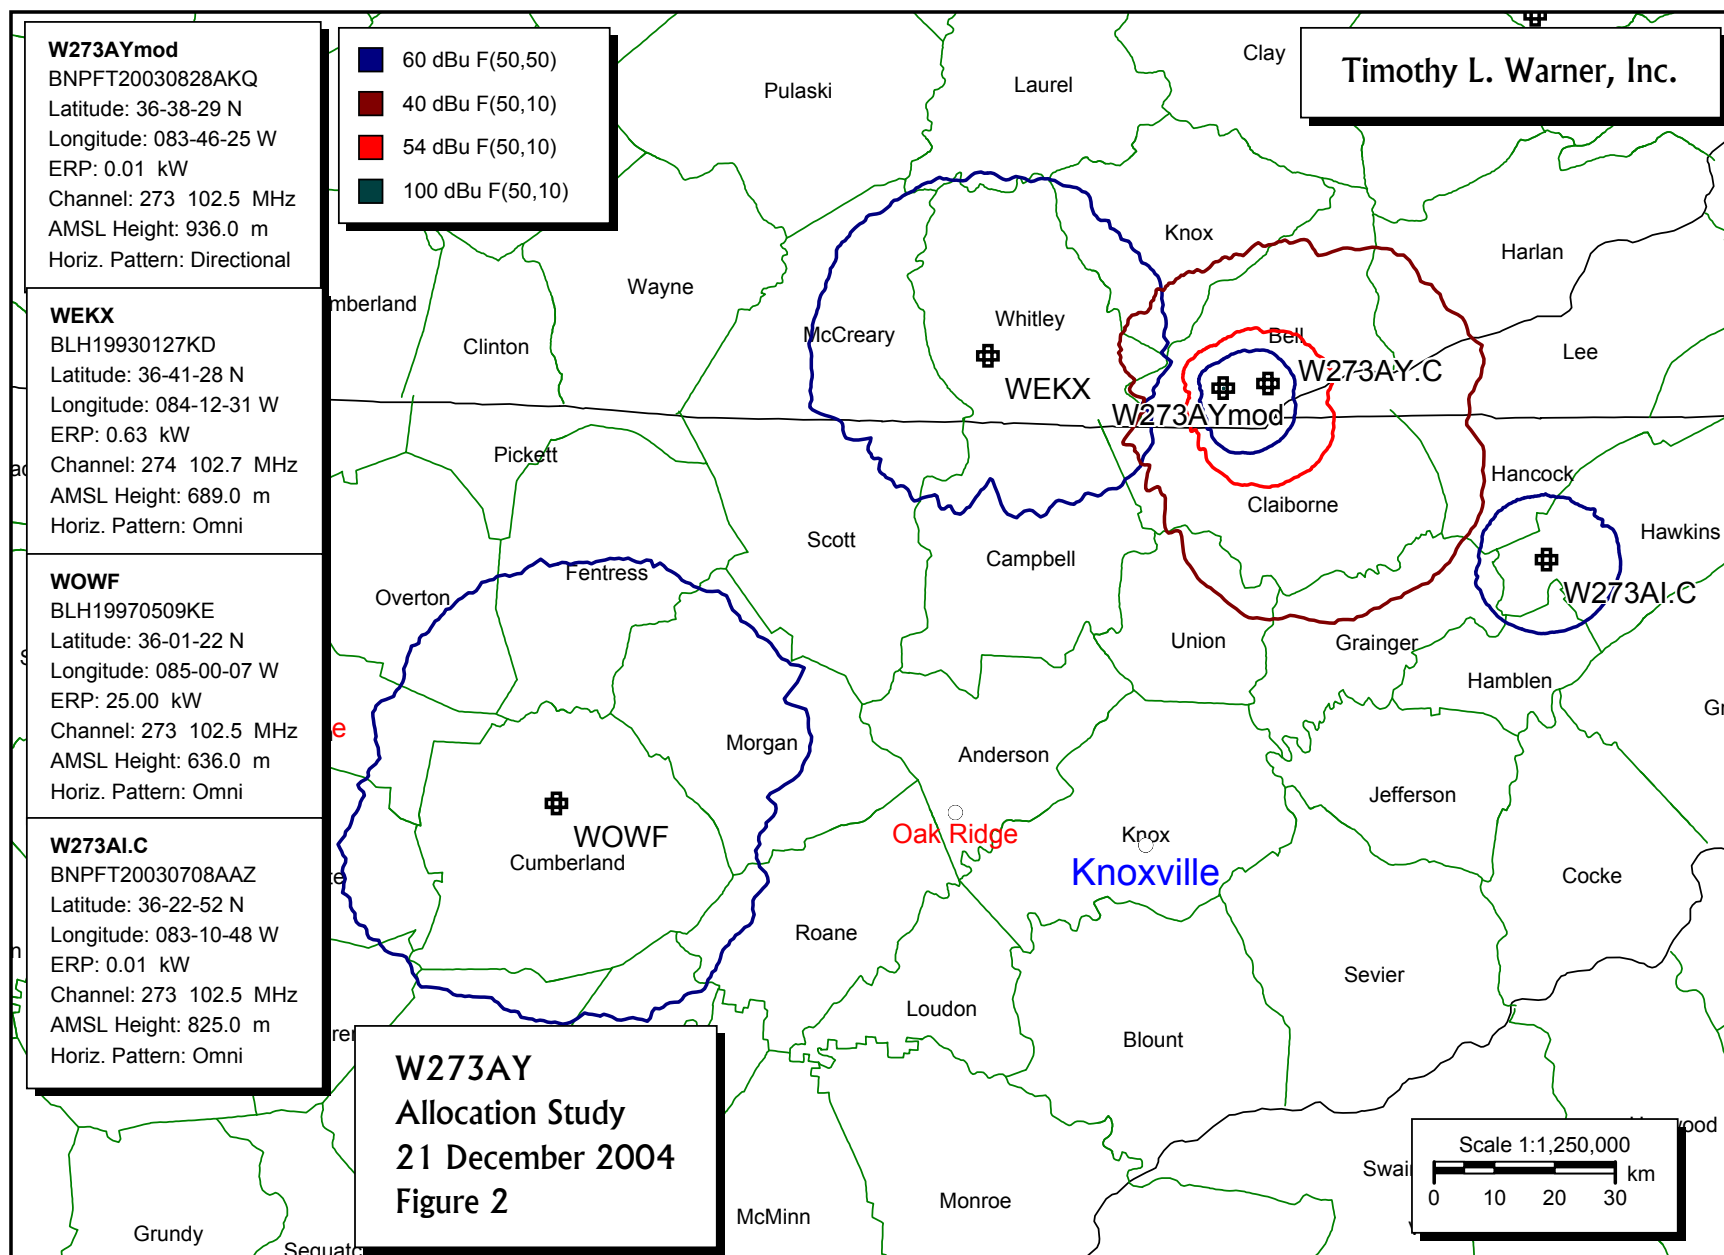 W273AYmod
BNPFT20030828AKQ
Latitude: 36-38-29 N
Longitude: 083-46-25 W
ERP: 0.01 kW
Channel: 273 102.5 MHz
AMSL Height: 936.0 m
Horiz. Pattern: Directional
WEKX
BLH19930127KD
Latitude: 36-41-28 N
Longitude: 084-12-31 W
ERP: 0.63 kW
Channel: 274 102.7 MHz
AMSL Height: 689.0 m
Horiz. Pattern: Omni
WOWF
BLH19970509KE
Latitude: 36-01-22 N
Longitude: 085-00-07 W
ERP: 25.00 kW
Channel: 273 102.5 MHz
AMSL Height: 636.0 m
Horiz. Pattern: Omni
W273AI.C
BNPFT20030708AAZ
Latitude: 36-22-52 N
Longitude: 083-10-48 W
ERP: 0.01 kW
Channel: 273 102.5 MHz
AMSL Height: 825.0 m
Horiz. Pattern: Omni
60 dBu F(50,50)
40 dBu F(50,10)
54 dBu F(50,10)
100 dBu F(50,10)
Timothy L. Warner, Inc.
Clay
Pulaski
Laurel
Knox
Harlan
Wayne
mberland
Clinton
McCreary
Whitley
Bell
Lee
WEKX
W273AY.C
W273AYmod
Pickett
Hancock
Claiborne
Hawkins
Scott
Campbell
Fentress
Overton
W273AI.C
Union
Grainger
Hamblen
Morgan
Anderson
Jefferson
WOWF
Cumberland
Oak Ridge
Knox
Knoxville
Cocke
Roane
Sevier
Loudon
Blount
W273AY
Allocation Study
21 December 2004
Figure 2
Scale 1:1,250,000
km
0 10 20 30
Swai
wood
Monroe
McMinn
Grundy
Sequatc